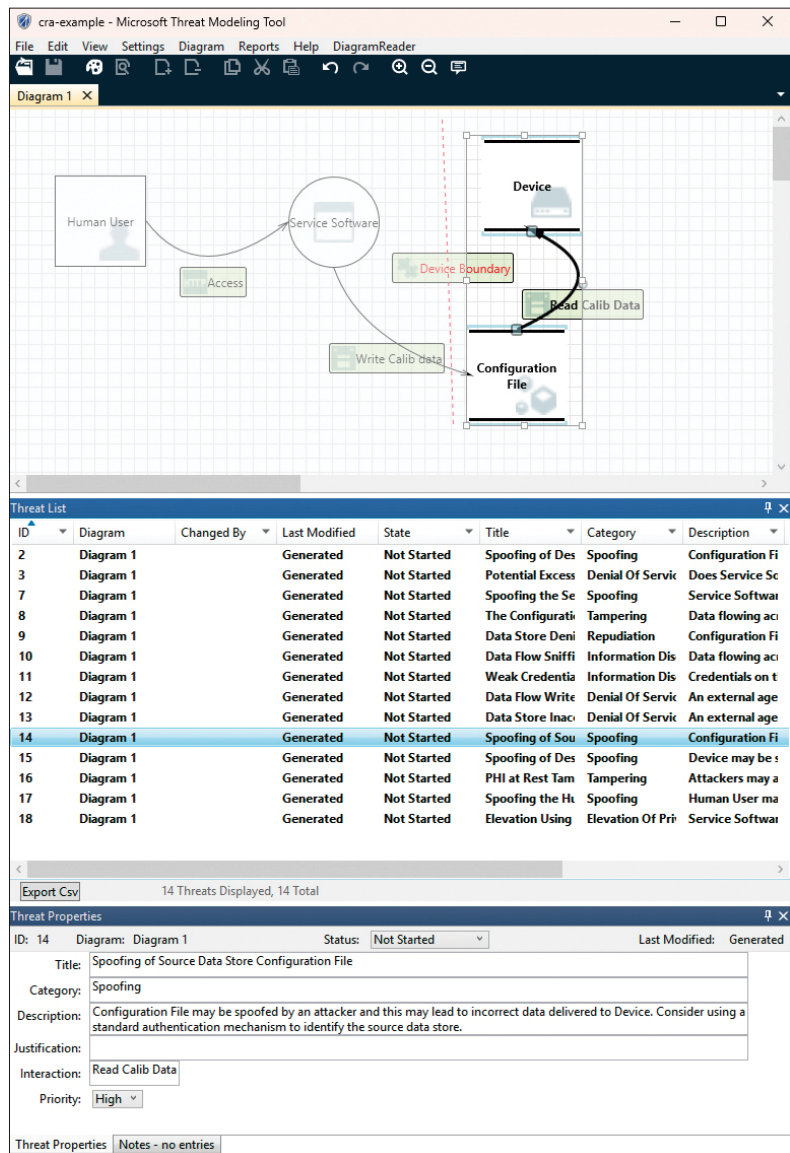 cra-example - Microsoft Threat Modeling Tool
File Edit View Settings Diagram Reports Help DiagramReader
Diagram 1
Device
Human User
Service Software
Device Boundary
Access
Read Calib Data
Write Calib data
Configuration
File
Threat List
ID Diagram Changed By Last Modified State Title Category Description
2 Diagram 1 Generated Not Started Spoofing of Des Spoofing Configuration Fi
3 Diagram 1 Generated Not Started Potential Excess Denial Of Servic Does Service So
7 Diagram 1 Generated Not Started Spoofing the Se Spoofing Service Softwar
8 Diagram 1 Generated Not Started The Configurati Tampering Data flowing acr
9 Diagram 1 Generated Not Started Data Store Deni Repudiation Configuration Fi
10 Diagram 1 Generated Not Started Data Flow Sniffi Information Dis Data flowing acr
11 Diagram 1 Generated Not Started Weak Credentia Information Dis Credentials on t
12 Diagram 1 Generated Not Started Data Flow Write Denial Of Servic An external age
13 Diagram 1 Generated Not Started Data Store Inac Denial Of Servic An external age
14 Diagram 1 Generated Not Started Spoofing of Sou Spoofing Configuration Fi
15 Diagram 1 Generated Not Started Spoofing of Des Spoofing Device may be s
16 Diagram 1 Generated Not Started PHI at Rest Tam Tampering Attackers may a
17 Diagram 1 Generated Not Started Spoofing the Hu Spoofing Human User ma
18 Diagram 1 Generated Not Started Elevation Using Elevation Of Pri Service Softwar
Export Csv 14 Threats Displayed, 14 Total
Threat Properties
ID: 14 Diagram: Diagram 1 Status: Not Started Last Modified: Generated
Title: Spoofing of Source Data Store Configuration File
Category: Spoofing
Description: Configuration File may be spoofed by an attacker and this may lead to incorrect data delivered to Device. Consider using a
standard authentication mechanism to identify the source data store.
Justification:
Interaction: Read Calib Data
Priority: High
Threat Properties Notes - no entries